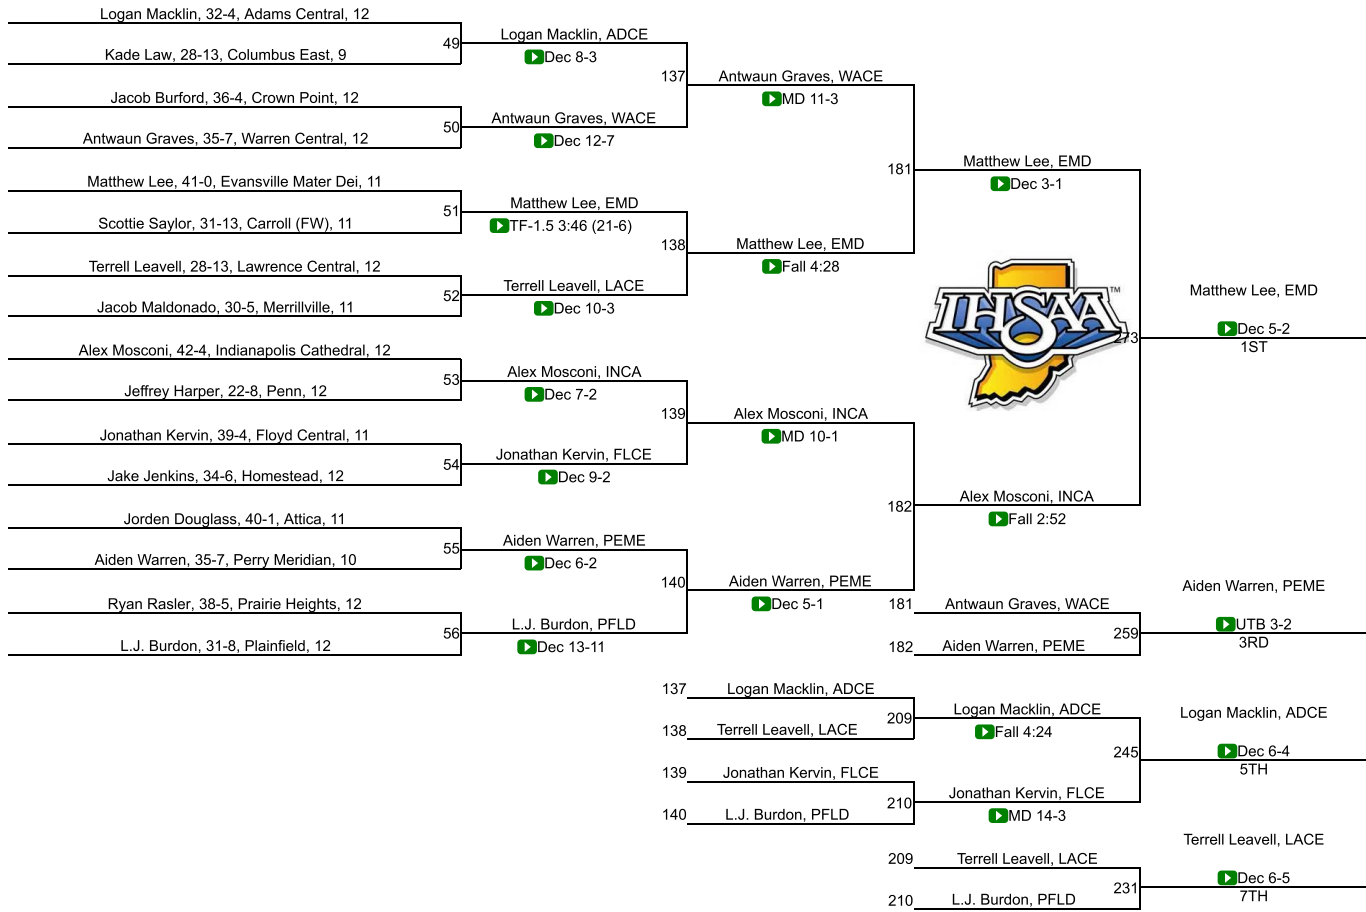 Logan Macklin, 32-4, Adams Central, 12
49
Kade Law, 28-13, Columbus East, 9
Logan Macklin, ADCE
Dec 8-3
137
Jacob Burford, 36-4, Crown Point, 12
50
Antwaun Graves, 35-7, Warren Central, 12
Antwaun Graves, WACE
Dec 12-7
Antwaun Graves, WACE
MD 11-3
181
Matthew Lee, 41-0, Evansville Mater Dei, 11
51
Scottie Saylor, 31-13, Carroll (FW), 11
Matthew Lee, EMD
TF-1.5 3:46 (21-6)
138
Terrell Leavell, 28-13, Lawrence Central, 12
52
Jacob Maldonado, 30-5, Merrillville, 11
Terrell Leavell, LACE
Dec 10-3
Matthew Lee, EMD
Fall 4:28
Matthew Lee, EMD
Dec 3-1
IHSAA™
273
Matthew Lee, EMD
Dec 5-2
1ST
Alex Mosconi, 42-4, Indianapolis Cathedral, 12
53
Jeffrey Harper, 22-8, Penn, 12
Alex Mosconi, INCA
Dec 7-2
139
Jonathan Kervin, 39-4, Floyd Central, 11
54
Jake Jenkins, 34-6, Homestead, 12
Jonathan Kervin, FLCE
Dec 9-2
Alex Mosconi, INCA
MD 10-1
182
Alex Mosconi, INCA
Fall 2:52
Jorden Douglass, 40-1, Attica, 11
55
Aiden Warren, 35-7, Perry Meridian, 10
Aiden Warren, PEME
Dec 6-2
140
Ryan Rasler, 38-5, Prairie Heights, 12
56
L.J. Burdon, 31-8, Plainfield, 12
L.J. Burdon, PFLD
Dec 13-11
Aiden Warren, PEME
Dec 5-1
181
Antwaun Graves, WACE
259
182
Aiden Warren, PEME
Aiden Warren, PEME
UTB 3-2
3RD
137
Logan Macklin, ADCE
209
138
Terrell Leavell, LACE
Logan Macklin, ADCE
Fall 4:24
245
139
Jonathan Kervin, FLCE
210
140
L.J. Burdon, PFLD
Jonathan Kervin, FLCE
MD 14-3
Logan Macklin, ADCE
Dec 6-4
5TH
209
Terrell Leavell, LACE
231
210
L.J. Burdon, PFLD
Terrell Leavell, LACE
Dec 6-5
7TH